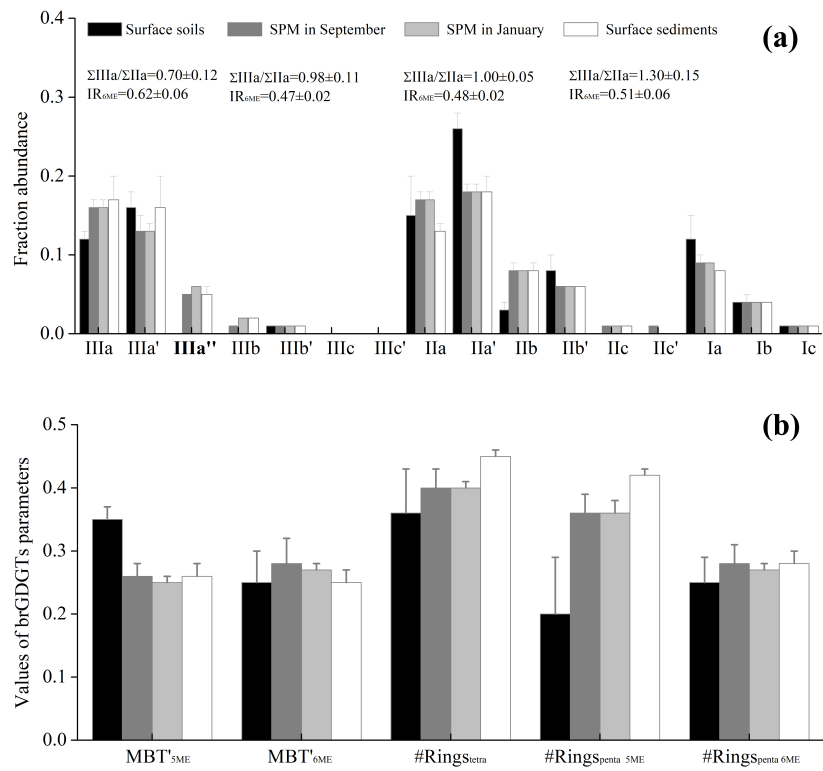 0.4
Surface soils
SPM in September
SPM in January
Surface sediments
(a)
ΣIIIa/ΣIIa=0.70±0.12
IR6ME=0.62±0.06
ΣIIIa/ΣIIa=0.98±0.11
IR6ME=0.47±0.02
ΣIIIa/ΣIIa=1.00±0.05
IR6ME=0.48±0.02
ΣIIIa/ΣIIa=1.30±0.15
IR6ME=0.51±0.06
0.3
0.2
0.1
0.0
Fraction abundance
IIIa IIIa' IIIa'' IIIb IIIb' IIIc IIIc' IIa IIa' IIb IIb' IIc IIc' Ia Ib Ic
(b)
0.5
0.4
0.3
0.2
0.1
0.0
Values of brGDGTs parameters
MBT'5ME MBT'6ME #Ringstetra #Ringspenta 5ME #Ringspenta 6ME